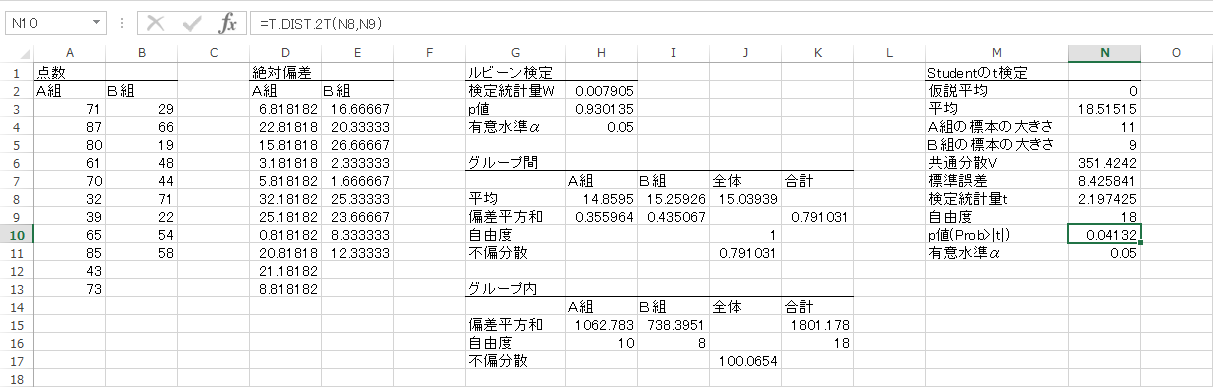 N10 =T.DIST.2T(N8,N9)
A B C D E F G H I J K L M N O
1 点数 絶対偏差 ルビーン検定 Studentのt検定
2 A組 B組 A組 B組 検定統計量W 0.007905 仮説平均 0
3 71 29 6.818182 16.66667 p値 0.930135 平均 18.51515
4 87 66 22.81818 20.33333 有意水準α 0.05 A組の標本の大きさ 11
5 80 19 15.81818 26.66667 B組の標本の大きさ 9
6 61 48 3.181818 2.333333 グループ間 共通分散V 351.4242
7 70 44 5.818182 1.666667 A組 B組 全体 合計 標準誤差 8.425841
8 32 71 32.18182 25.33333 平均 14.8595 15.25926 15.03939 検定統計量t 2.197425
9 39 22 25.18182 23.66667 偏差平方和 0.355964 0.435067 0.791031 自由度 18
10 65 54 0.818182 8.333333 自由度 1 p値(Prob>|t|) 0.04132
11 85 58 20.81818 12.33333 不偏分散 0.791031 有意水準α 0.05
12 43 21.18182
13 73 8.818182 グループ内
14 A組 B組 全体 合計
15 偏差平方和 1062.783 738.3951 1801.178
16 自由度 10 8 18
17 不偏分散 100.0654
18